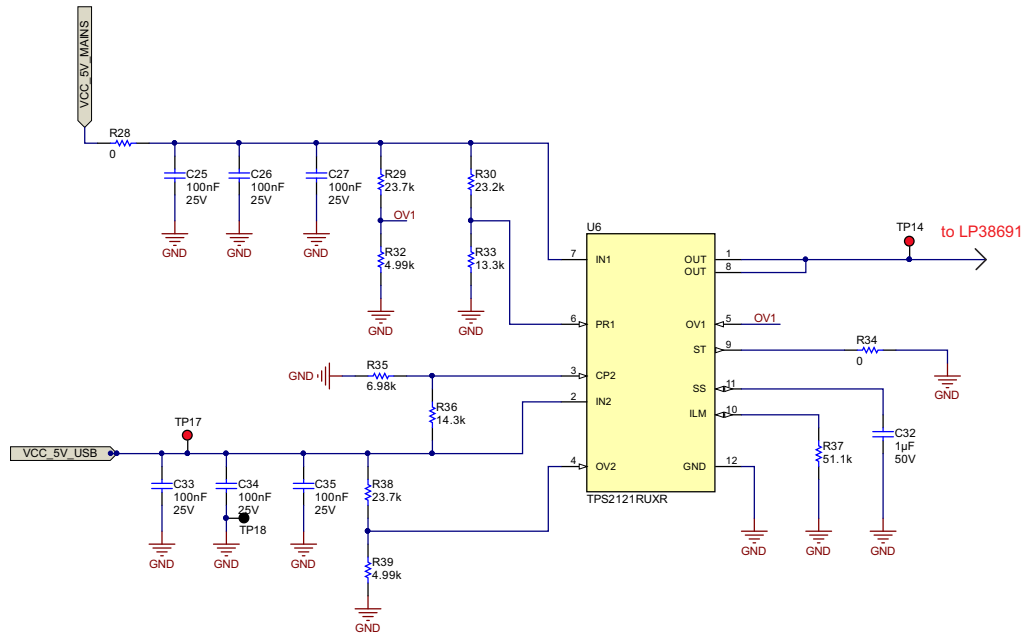 VCC_5V_MAINS
R28
0
C25
100nF
25V
C26
100nF
25V
C27
100nF
25V
R29
23.7k
R30
23.2k
OV1
R32
4.99k
R33
13.3k
GND
GND
GND
GND
GND
U6
7
IN1
6
PR1
3
CP2
2
IN2
4
OV2
OUT
1
OUT
8
OV1
5
OV1
ST
9
SS
11
ILM
10
GND
12
TPS2121RUXR
TP14
to LP38691
R34
0
GND
C32
1µF
50V
R37
51.1k
GND
GND
GND
GND
R35
6.98k
R36
14.3k
TP17
VCC_5V_USB
C33
100nF
25V
C34
100nF
25V
TP18
C35
100nF
25V
R38
23.7k
R39
4.99k
GND
GND
GND
GND